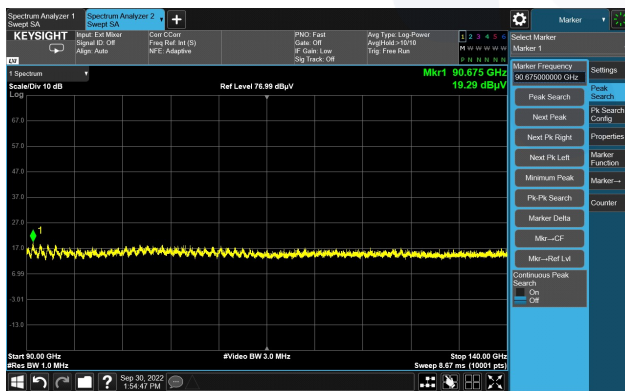 Spectrum Analyzer 1
Swept SA
Spectrum Analyzer 2
Swept SA
+
Marker
KEYSIGHT
Input: Ext Mixer
Signal ID: Off
Align: Auto
Corr CCorr
Freq Ref: Int (S)
NFE: Adaptive
PNO: Fast
Gate: Off
IF Gain: Low
Sig Track: Off
Avg Type: Log-Power
Avg|Hold:>10/10
Trig: Free Run
1 2 3 4 5 6
M W W W W W
P N N N N N
LXI
Select Marker
Marker 1
1 Spectrum
Scale/Div 10 dB
Log
Ref Level 76.99 dBµV
Mkr1 90.675 GHz
19.29 dBµV
67.0
57.0
47.0
37.0
27.0
17.0
6.99
-3.01
-13.0
1
Start 90.00 GHz
#Res BW 1.0 MHz
#Video BW 3.0 MHz
Stop 140.00 GHz
Sweep 8.67 ms (10001 pts)
Marker Frequency
90.675000000 GHz
Peak Search
Next Peak
Next Pk Right
Next Pk Left
Minimum Peak
Pk-Pk Search
Marker Delta
Mkr→CF
Mkr→Ref Lvl
Continuous Peak
Search
On
Off
Settings
Peak
Search
Pk Search
Config
Properties
Marker
Function
Marker→
Counter
?
Sep 30, 2022
1:54:47 PM